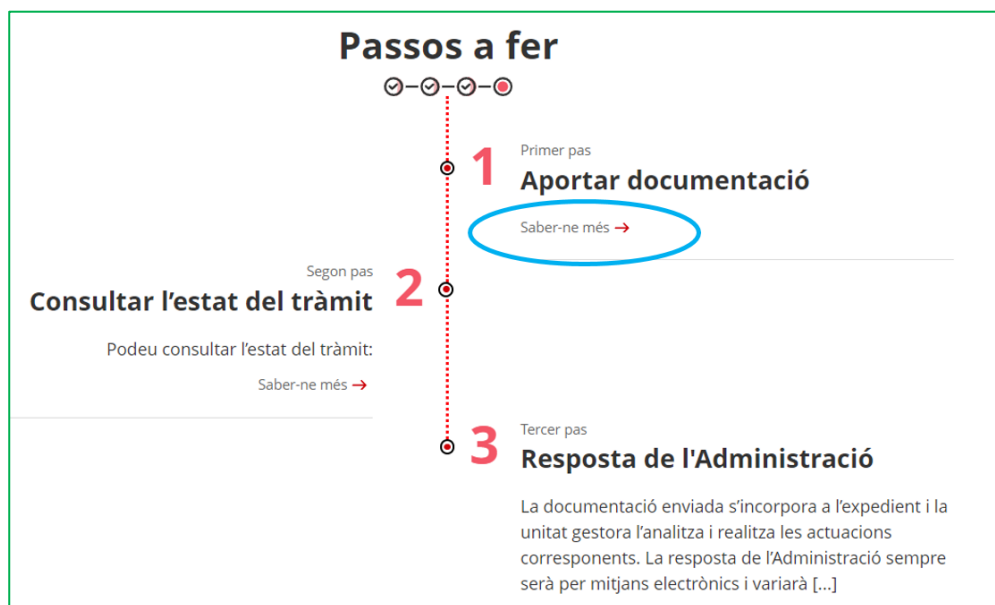 Passos a fer
1
Primer pas
Aportar documentació
Saber-ne més →
Segon pas
2
Consultar l’estat del tràmit
Podeu consultar l’estat del tràmit:
Saber-ne més →
3
Tercer pas
Resposta de l'Administració
La documentació enviada s’incorpora a l’expedient i la
unitat gestora l’analitza i realitza les actuacions
corresponents. La resposta de l’Administració sempre
serà per mitjans electrònics i variarà [...]